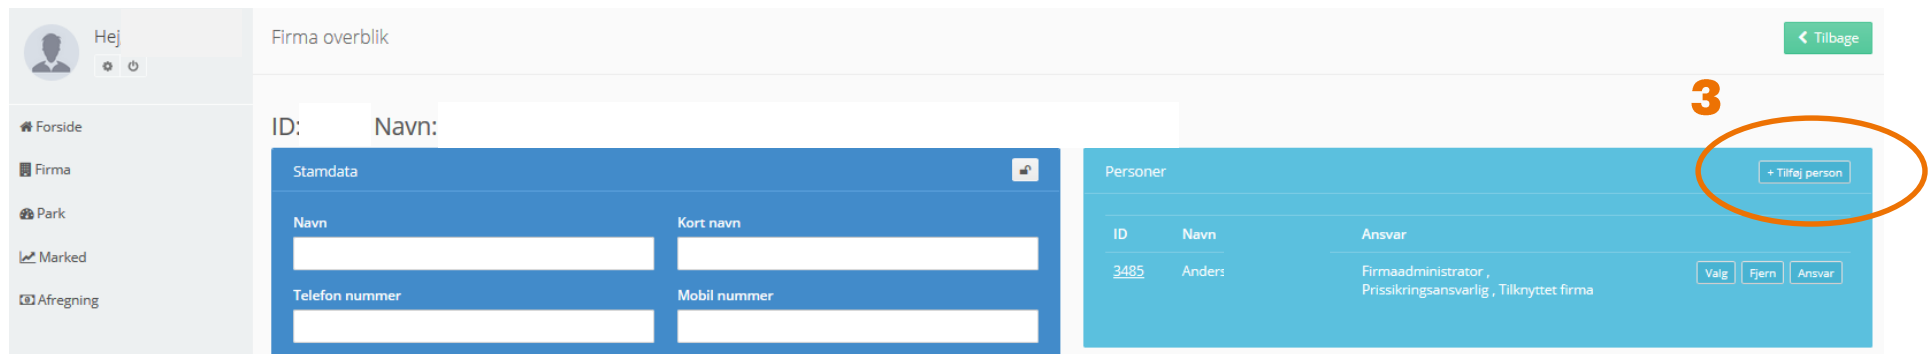 Hej
Firma overblik
Tilbage
3
Forside
ID: Navn:
Firma
Stamdata
Personer
+ Tilføj person
Park
Navn
Kort navn
ID Navn Ansvar
Marked
3485 Anders Firmaadministrator , Valg Fjern Ansvar
Prissikringsansvarlig , Tilknyttet firma
Afregning
Telefon nummer
Mobil nummer